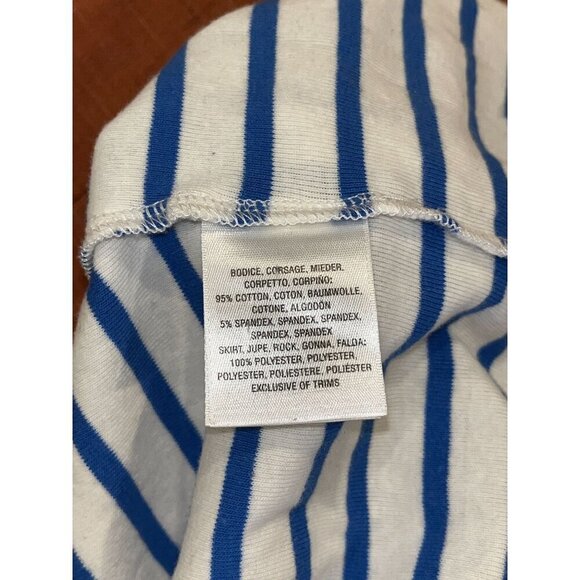 BODICE, CORSAGE, MIEDER,
CORPETTO, CORPIÑO:
95% COTTON, COTON, BAUMWOLLE,
COTONE, ALGODÓN
5% SPANDEX, SPANDEX, SPANDEX,
SPANDEX, SPANDEX
SKIRT, JUPE, ROCK, GONNA, FALDA:
100% POLYESTER, POLYESTER,
POLYESTER, POLIESTERE, POLIÉSTER
EXCLUSIVE OF TRIMS